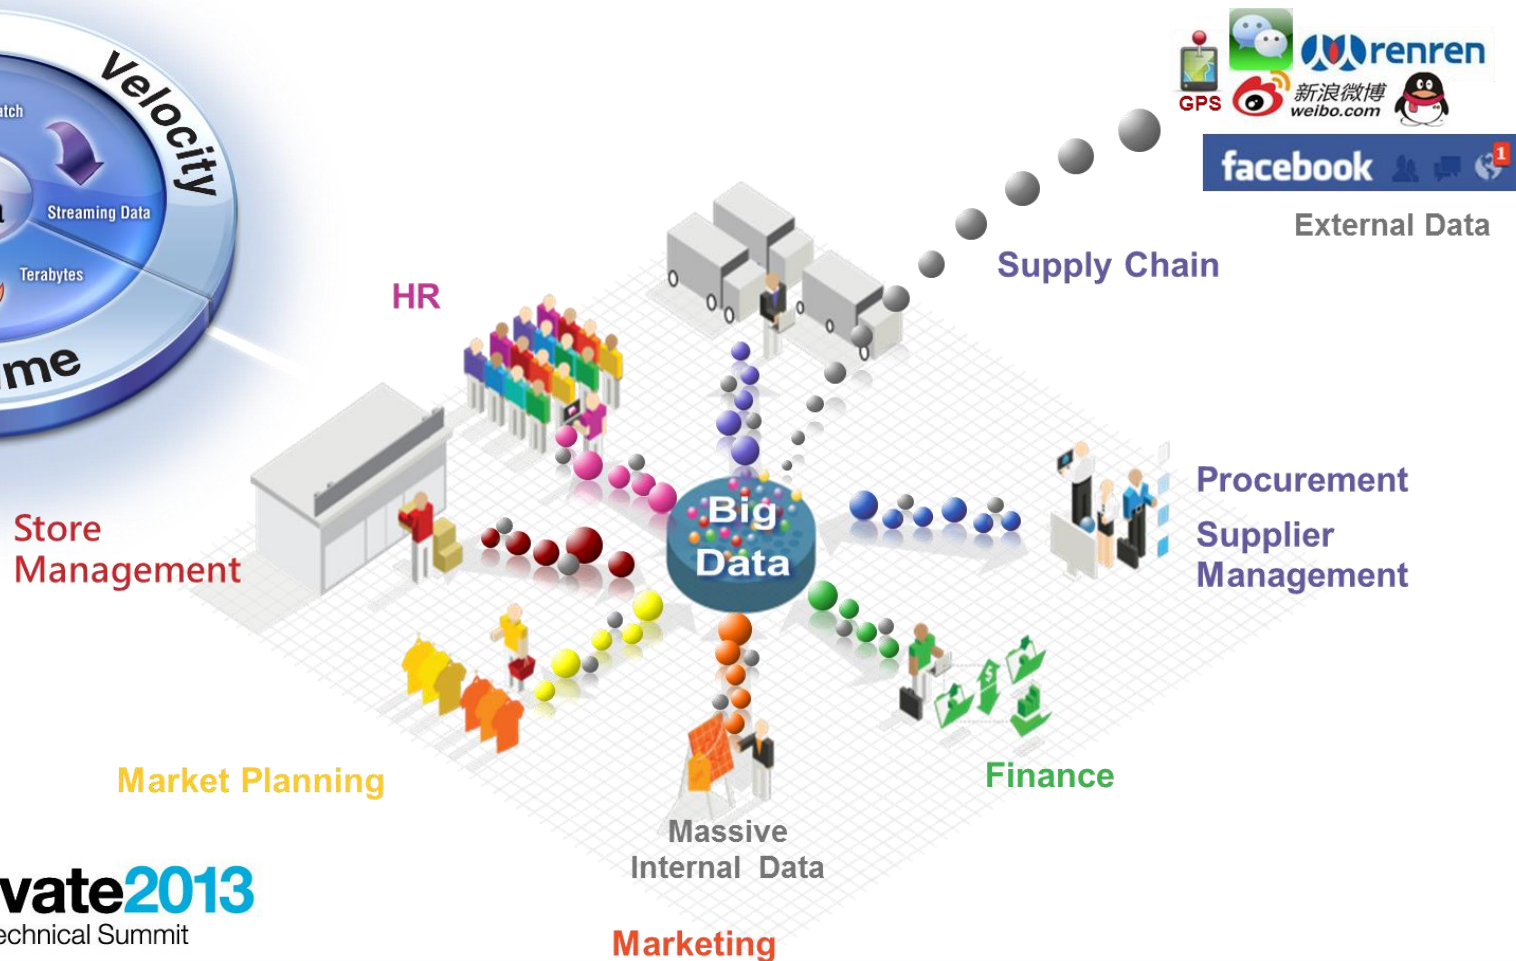 Velocity
atch
Streaming Data
a
Terabytes
me
GPS
renren
新浪微博
weibo.com
facebook
1
External Data
Supply Chain
HR
Procurement
Supplier
Management
Store
Management
Big
Data
$
Market Planning
Finance
Massive
Internal Data
Marketing
vate2013
echnical Summit